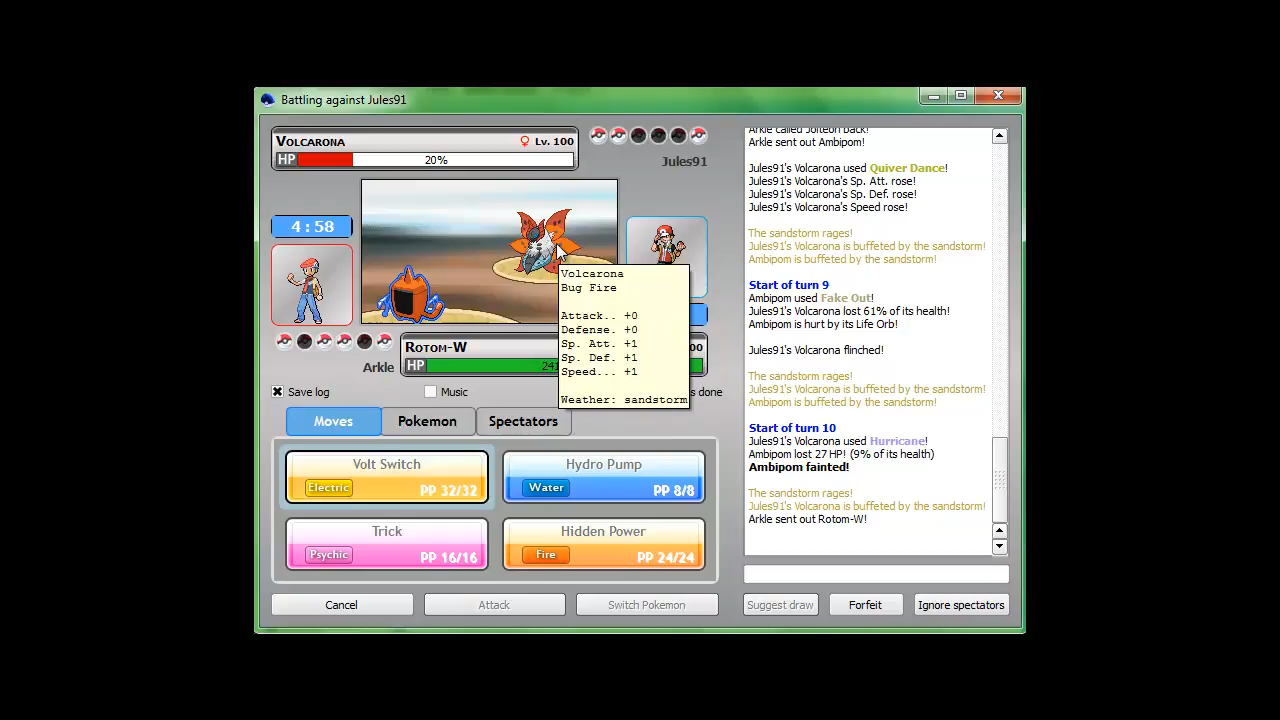 Battling against Jules91
VOLCARONA
Lv. 100
HP
20%
Jules91
4:58
Volcarona
Bug Fire
Attack.. +0
Defense. +0
Sp. Att. +1
Sp. Def. +1
Speed... +1
Weather: sandstorm
ROTOM-W
00
HP
241
Arkle
Save log
Music
s done
Moves
Pokemon
Spectators
Volt Switch
Electric
PP 32/32
Hydro Pump
Water
PP 8/8
Trick
Psychic
PP 16/16
Hidden Power
Fire
PP 24/24
Cancel
Attack
Switch Pokemon
Arkle called Jolteon back!
Arkle sent out Ambipom!
Jules91's Volcarona used Quiver Dance!
Jules91's Volcarona's Sp. Att. rose!
Jules91's Volcarona's Sp. Def. rose!
Jules91's Volcarona's Speed rose!
The sandstorm rages!
Jules91's Volcarona is buffeted by the sandstorm!
Ambipom is buffeted by the sandstorm!
Start of turn 9
Ambipom used Fake Out!
Jules91's Volcarona lost 61% of its health!
Ambipom is hurt by its Life Orb!
Jules91's Volcarona flinched!
The sandstorm rages!
Jules91's Volcarona is buffeted by the sandstorm!
Ambipom is buffeted by the sandstorm!
Start of turn 10
Jules91's Volcarona used Hurricane!
Ambipom lost 27 HP! (9% of its health)
Ambipom fainted!
The sandstorm rages!
Jules91's Volcarona is buffeted by the sandstorm!
Arkle sent out Rotom-W!
Suggest draw
Forfeit
Ignore spectators